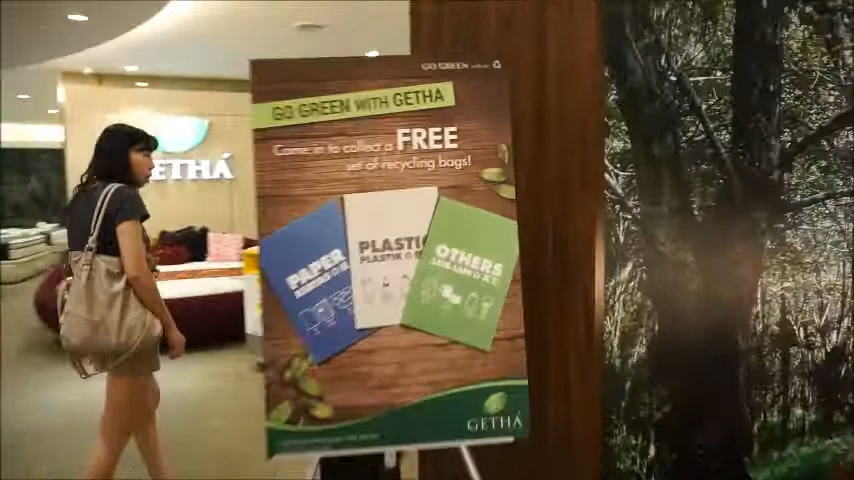 GO GREEN
GO GREEN WITH GETHA
Come in to collect a FREE
set of recycling bags!
PAPER
PLASTIC
PLASTIK
OTHERS
GETHÁ
ETHÁ